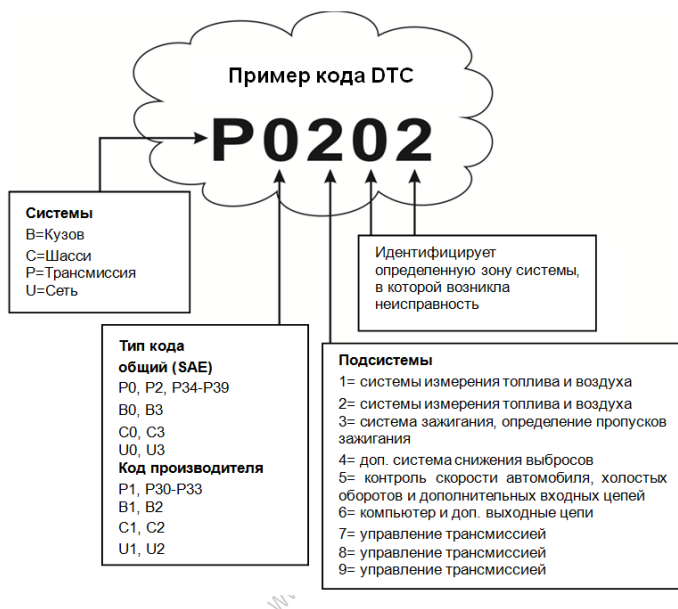 Пример кода DTC
P0202
Системы
B=Кузов
C=Шасси
P=Трансмиссия
U=Сеть
Идентифицирует
определенную зону системы,
в которой возникла
неисправность
Тип кода
общий (SAE)
P0, P2, P34-P39
B0, B3
C0, C3
U0, U3
Код производителя
P1, P30-P33
B1, B2
C1, C2
U1, U2
Подсистемы
1= системы измерения топлива и воздуха
2= системы измерения топлива и воздуха
3= система зажигания, определение пропусков
зажигания
4= доп. система снижения выбросов
5= контроль скорости автомобиля, холостых
оборотов и дополнительных входных цепей
6= компьютер и доп. выходные цепи
7= управление трансмиссией
8= управление трансмиссией
9= управление трансмиссией